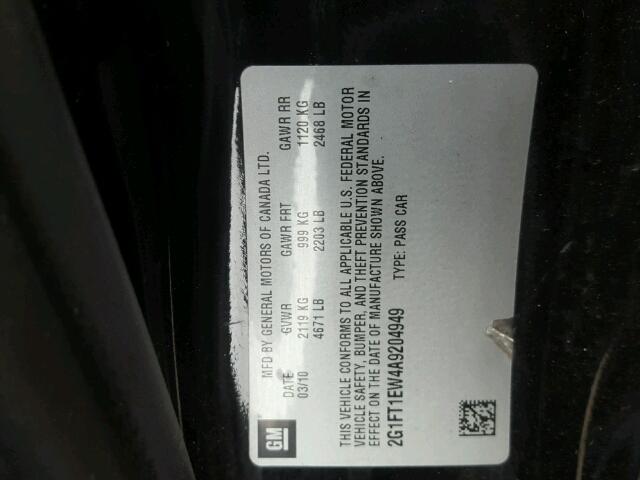 GM
MFD BY GENERAL MOTORS OF CANADA LTD.
DATE GVWR GAWR FRT GAWR RR
03/10 2119 KG 999 KG 1120 KG
4671 LB 2203 LB 2468 LB
THIS VEHICLE CONFORMS TO ALL APPLICABLE U.S. FEDERAL MOTOR
VEHICLE SAFETY, BUMPER, AND THEFT PREVENTION STANDARDS IN
EFFECT ON THE DATE OF MANUFACTURE SHOWN ABOVE.
2G1FT1EW4A9204949 TYPE: PASS CAR